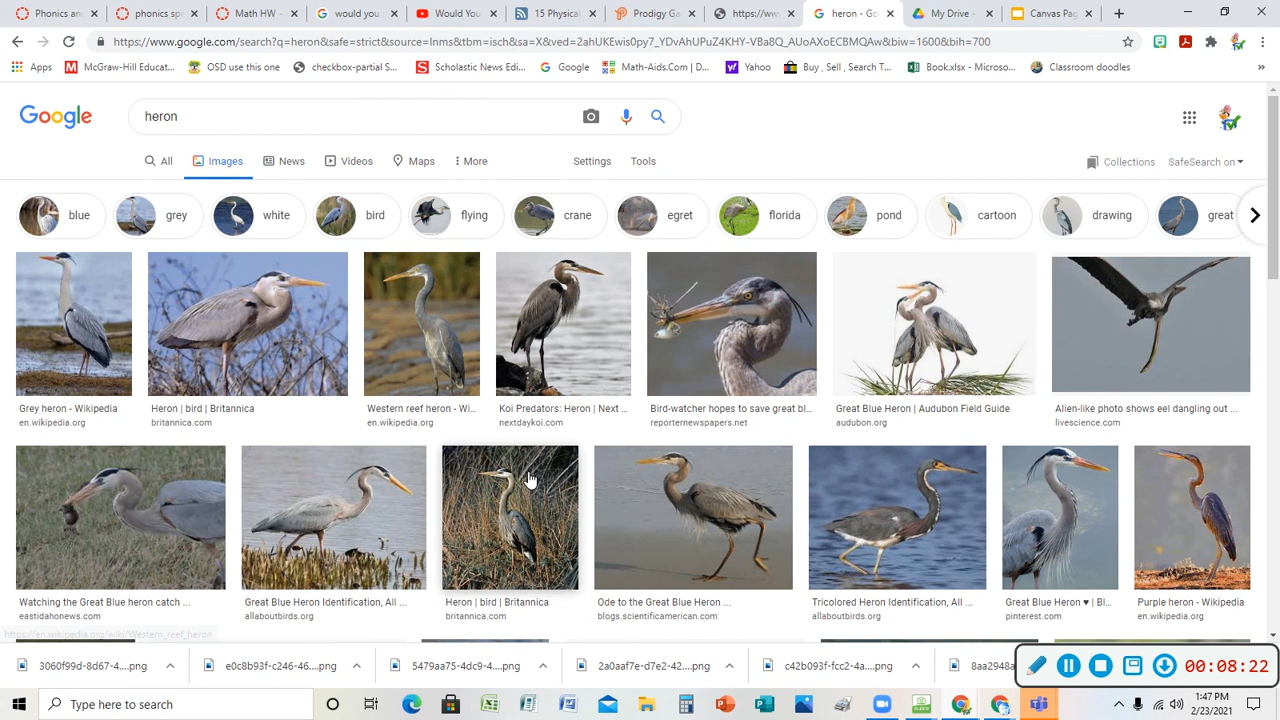 Phonics and
phonics sp
Math HW -
would you
Would You
15 Physical
Prodigy Ga
https://ww
heron - Go
My Drive -
Canvas Pag
https://www.google.com/search?q=heron&safe=strict&source=lnms&tbm=isch&sa=X&ved=2ahUKEwis0py7_YDvAhUPuZ4KHY-VBa8Q_AUoAXoECBMQAw&biw=1600&bih=700
Apps
McGraw-Hill Educat...
OSD use this one
checkbox-partial S...
Scholastic News Edi...
Google
Math-Aids.Com | D...
Yahoo
Buy , Sell , Search T...
Book.xlsx - Microso...
Classroom doodles
»
Google
heron
All
Images
News
Videos
Maps
More
Settings
Tools
Collections
SafeSearch on
blue
grey
white
bird
flying
crane
egret
florida
pond
cartoon
drawing
great
Grey heron - Wikipedia
en.wikipedia.org
Heron | bird | Britannica
britannica.com
Western reef heron - Wi...
en.wikipedia.org
Koi Predators: Heron | Next ...
nextdaykoi.com
Bird-watcher hopes to save great bl...
reporternewspapers.net
Great Blue Heron | Audubon Field Guide
audubon.org
Alien-like photo shows eel dangling out ...
livescience.com
Watching the Great Blue heron catch ...
eastidahonews.com
Great Blue Heron Identification, All ...
allaboutbirds.org
Heron | bird | Britannica
britannica.com
Ode to the Great Blue Heron ...
blogs.scientificamerican.com
Tricolored Heron Identification, All ...
allaboutbirds.org
Great Blue Heron ♥ | Bl...
pinterest.com
Purple heron - Wikipedia
en.wikipedia.org
https://en.wikipedia.org/wiki/Western_reef_heron
3060f99d-8d67-4....png
e0c8b93f-c246-46....png
5479aa75-4dc9-4....png
2a0aaf7e-d7e2-42....png
c42b093f-fcc2-4a....png
8aa2948a
00:08:22
Type here to search
1:47 PM
2/23/2021